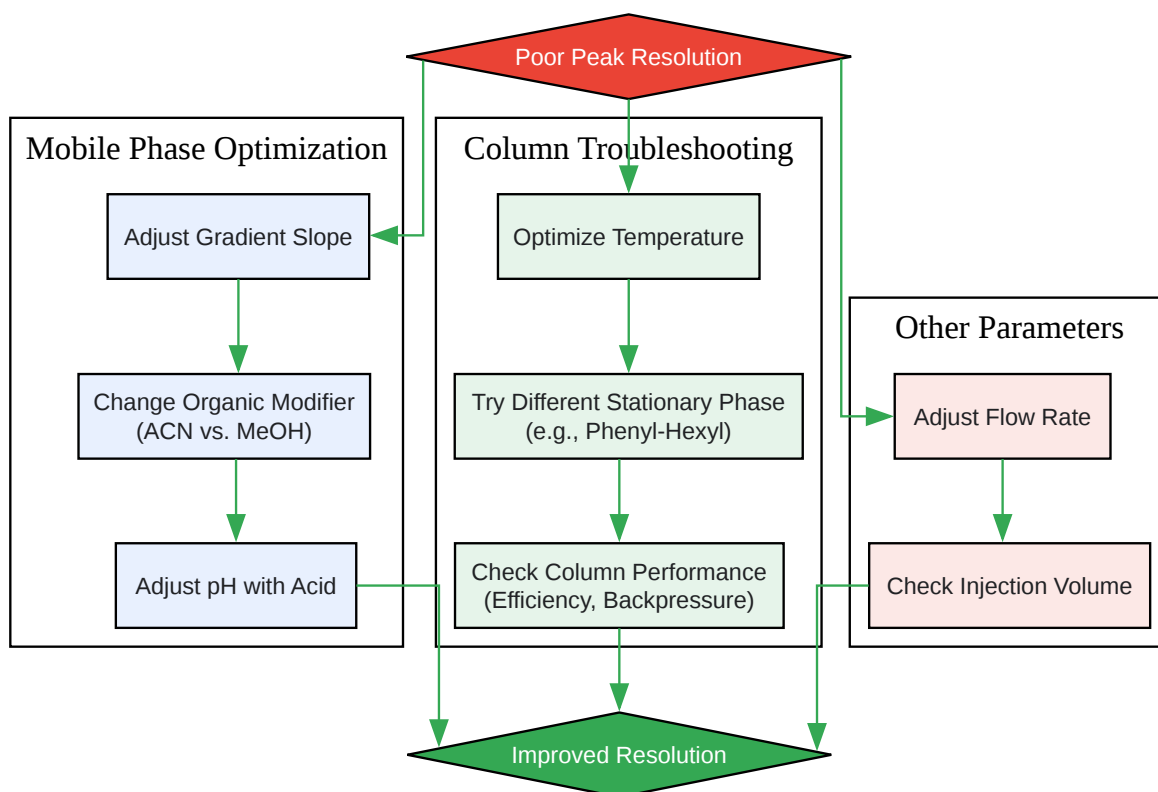 Poor Peak Resolution
Mobile Phase Optimization
Adjust Gradient Slope
Change Organic Modifier
(ACN vs. MeOH)
Adjust pH with Acid
Column Troubleshooting
Optimize Temperature
Try Different Stationary Phase
(e.g., Phenyl-Hexyl)
Check Column Performance
(Efficiency, Backpressure)
Other Parameters
Adjust Flow Rate
Check Injection Volume
Improved Resolution